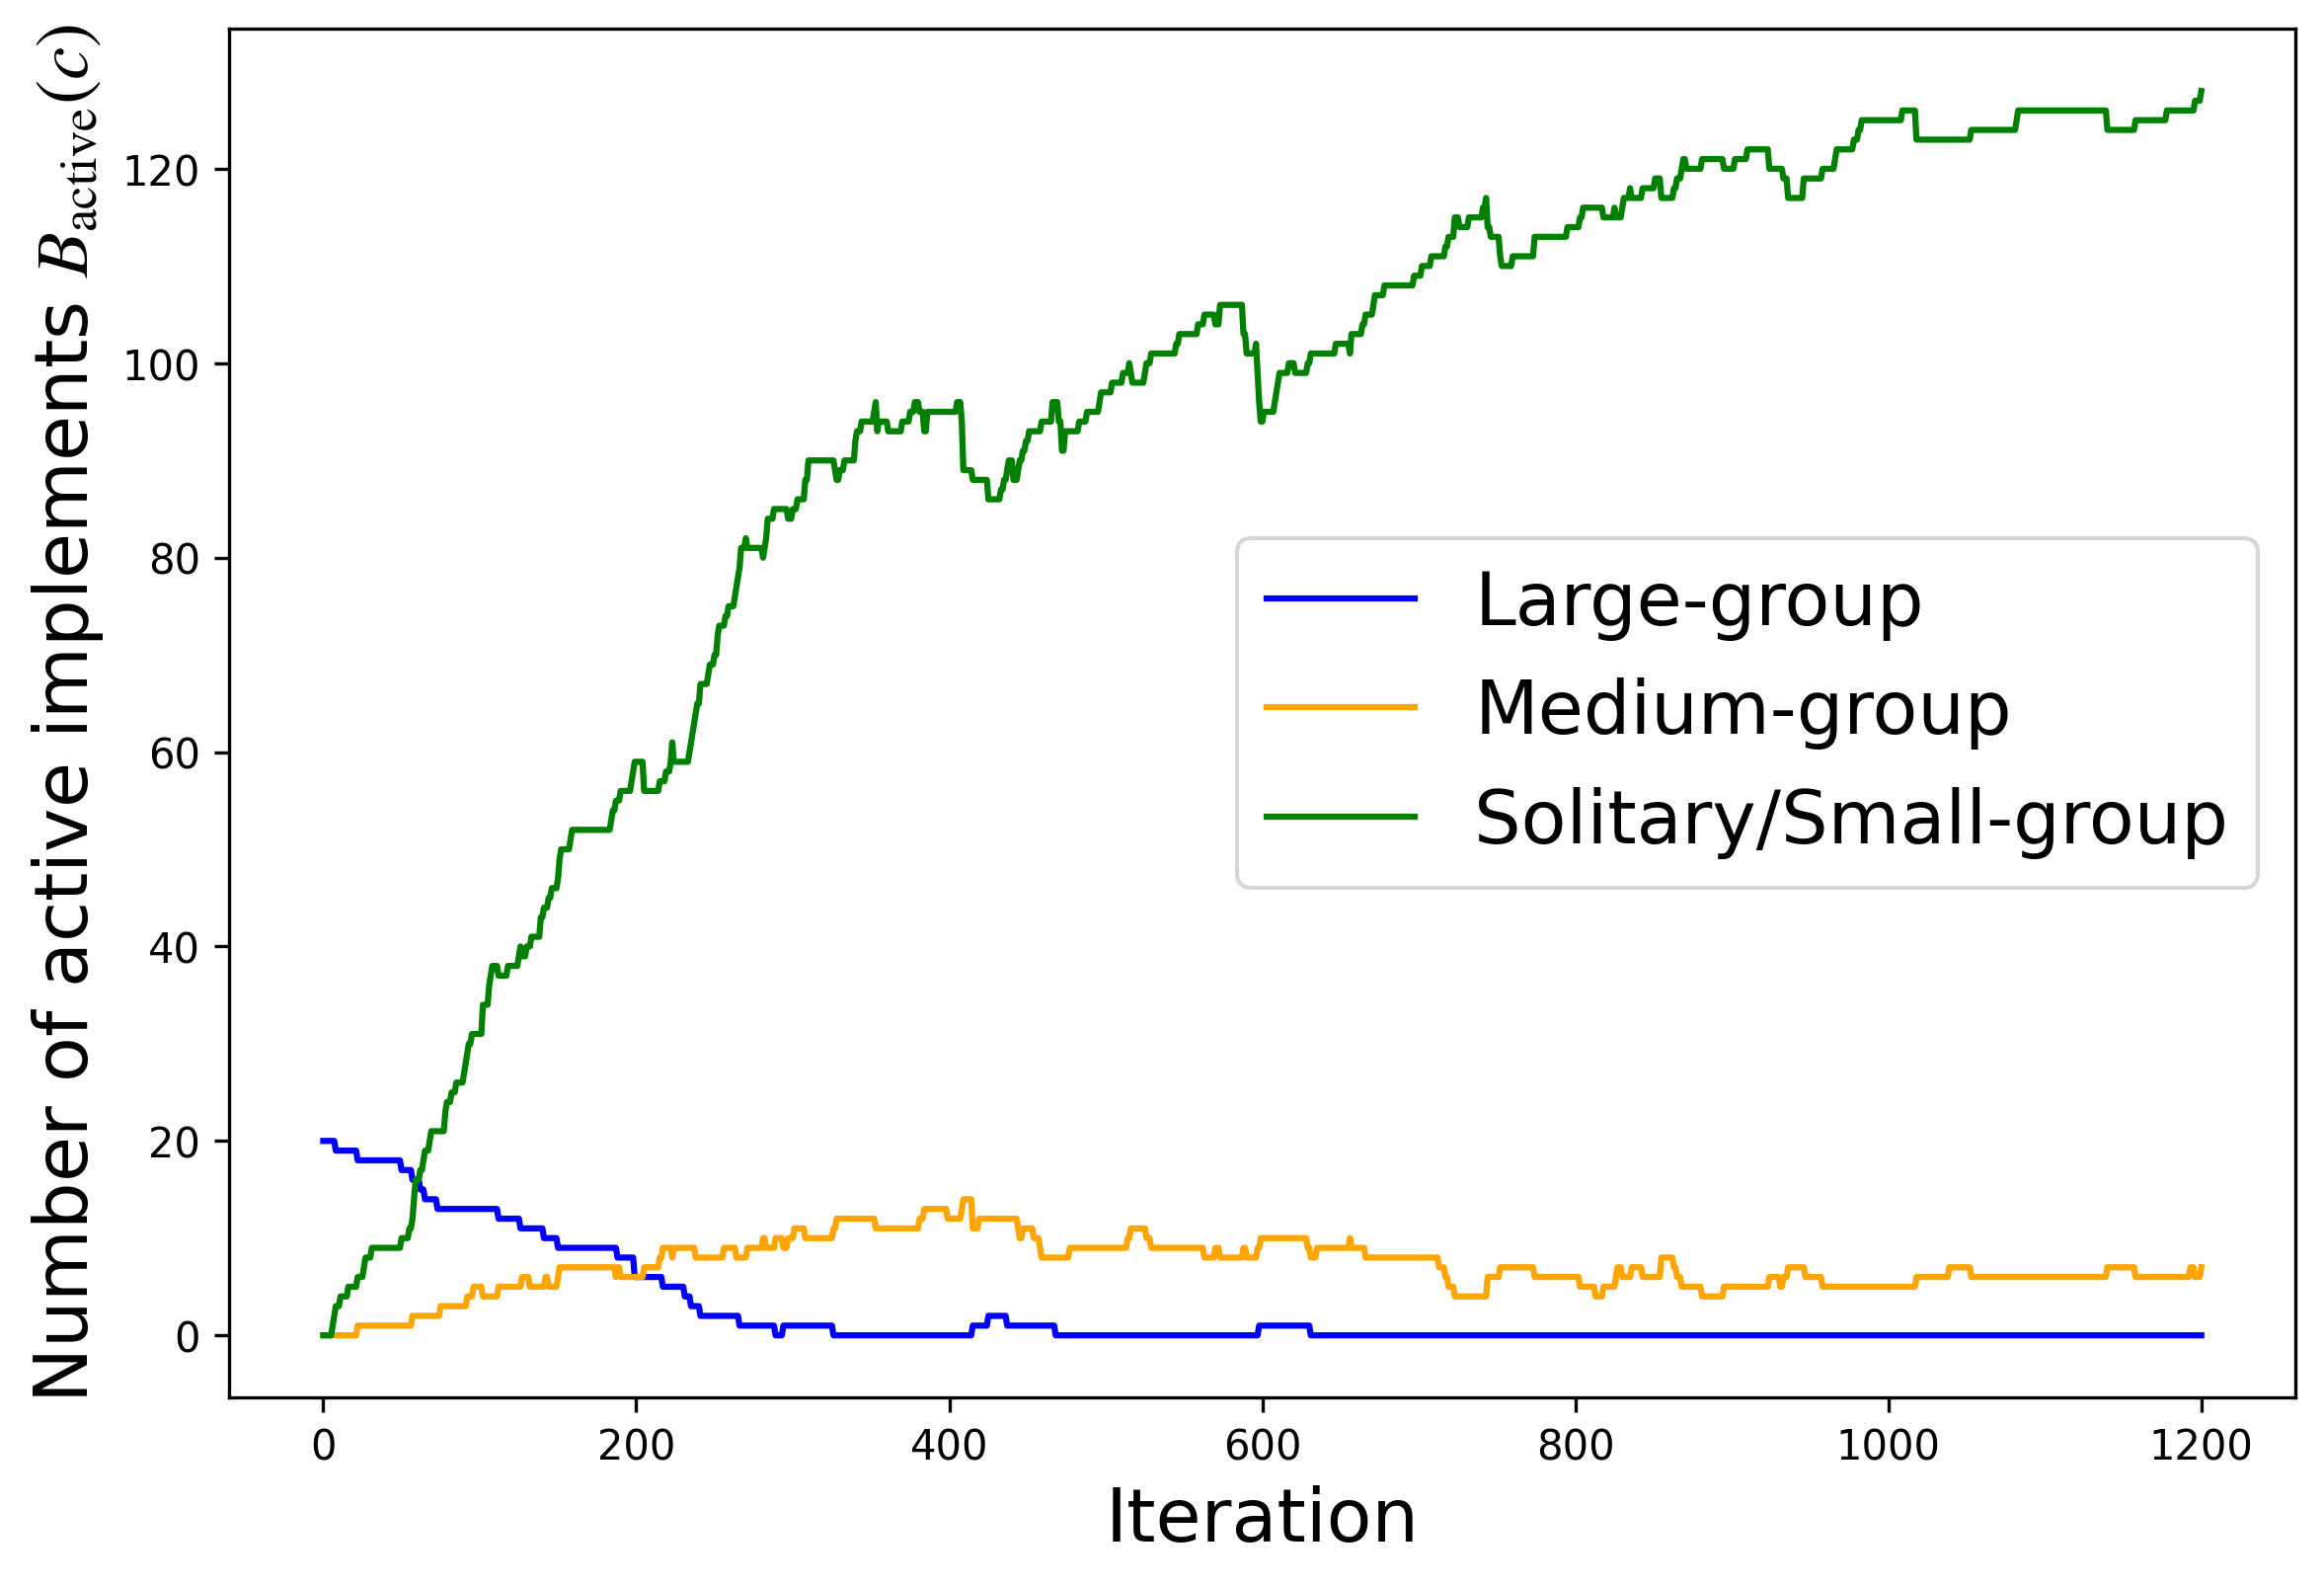 Number of active implements B_active(c)
120
100
80
60
40
20
0
Large-group
Medium-group
Solitary/Small-group
0 200 400 600 800 1000 1200
Iteration